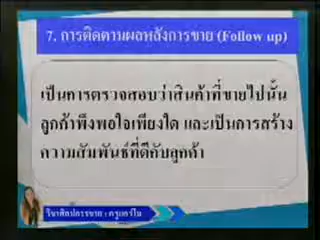 7. การติดตามผลหลังการขาย (Follow up)
เป็นการตรวจสอบว่าสินค้าที่ขายไปนั้น
ลูกค้าพึงพอใจเพียงใด และเป็นการสร้าง
ความสัมพันธ์ที่ดีกับลูกค้า
วิชาศิลปการขาย : ครูแคโีน